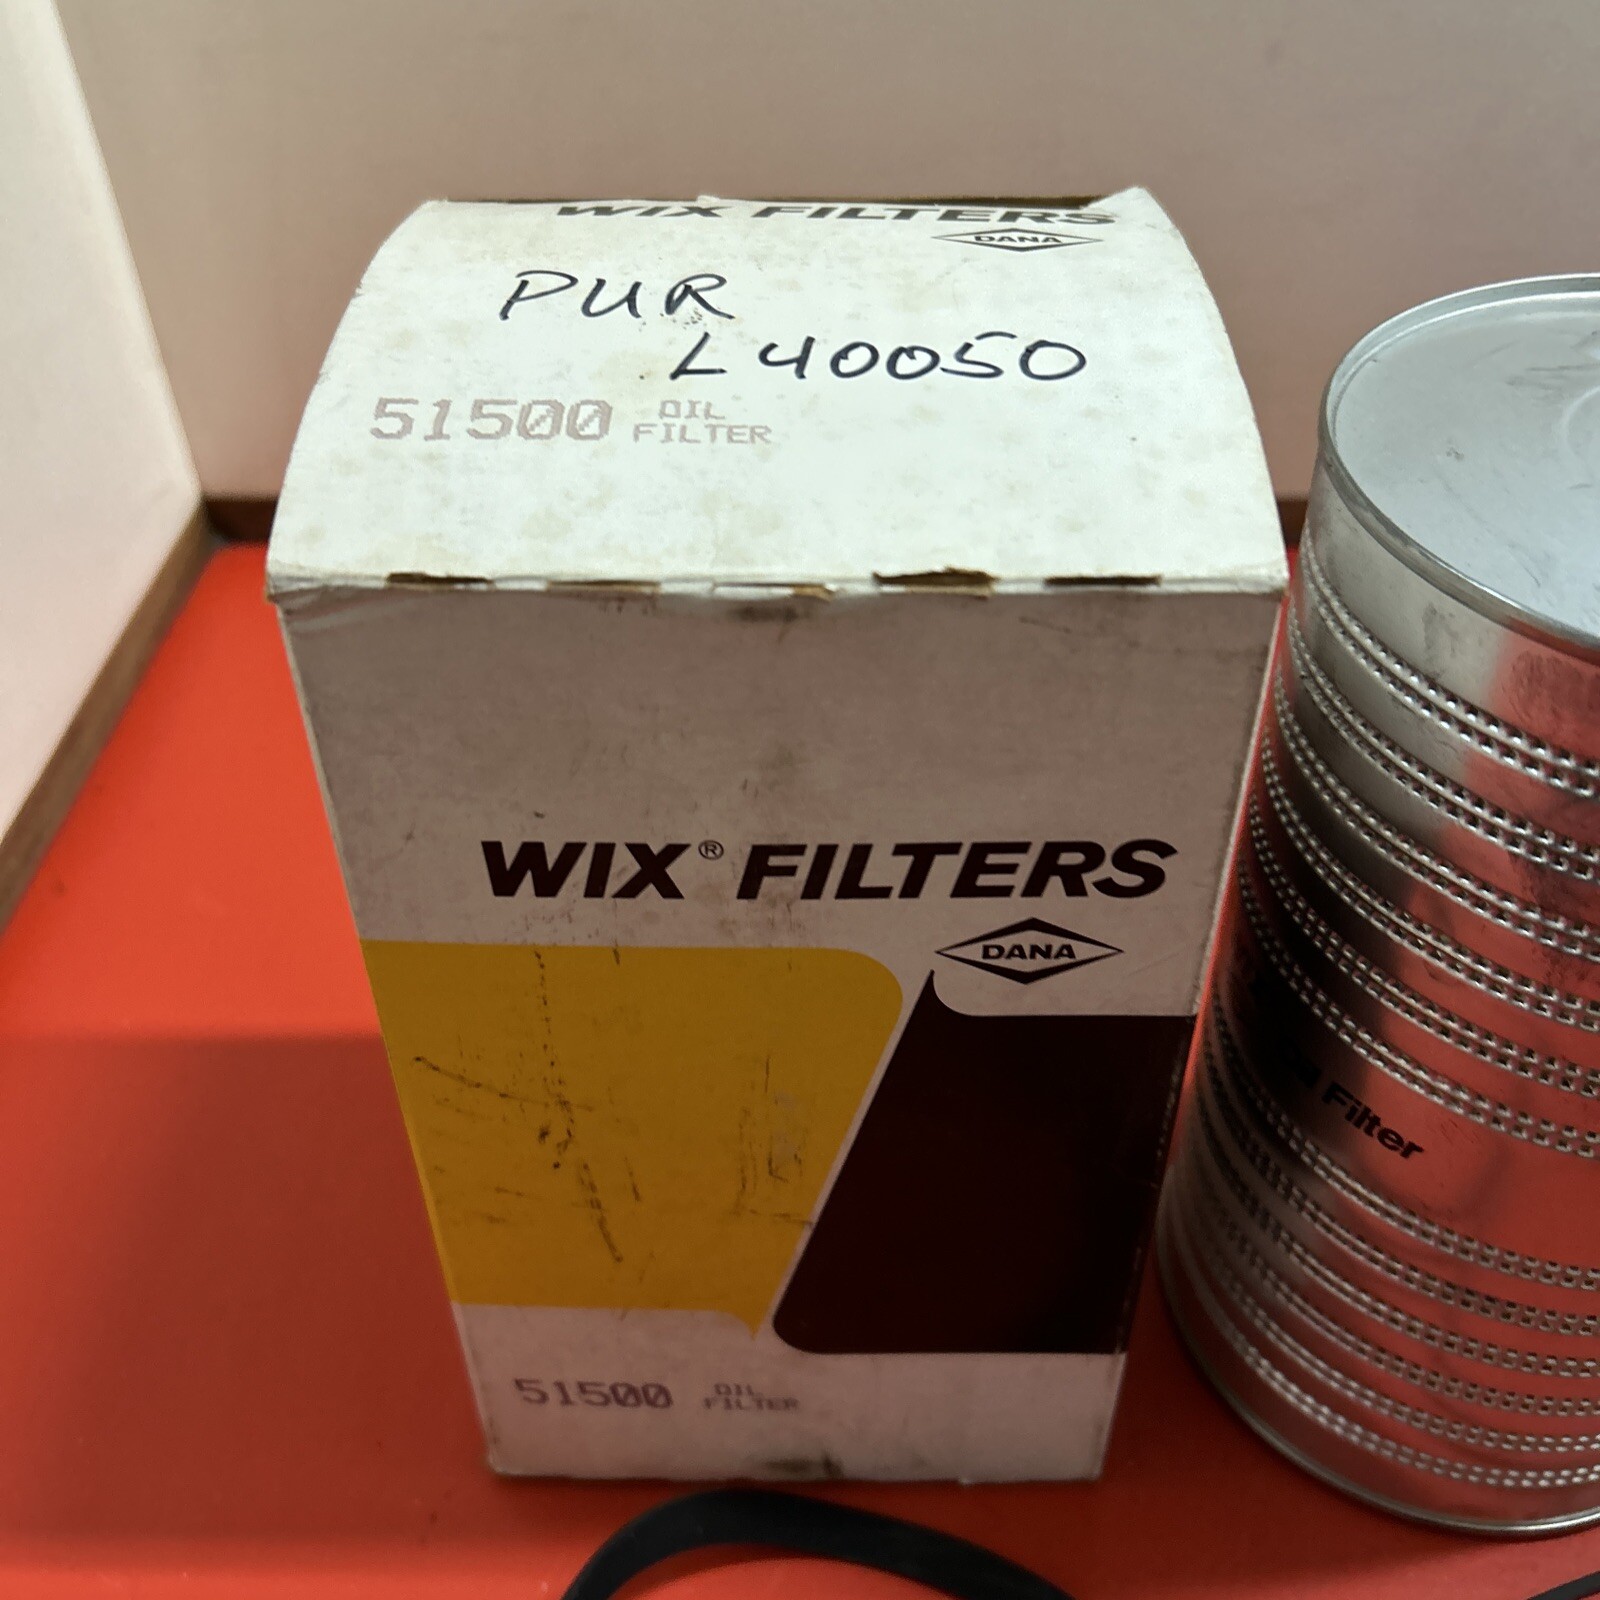 WIX FILTERS
DANA
PUR
L40050
51500 OIL
FILTER
WIX® FILTERS
DANA
51500 OIL
FILTER
Filter